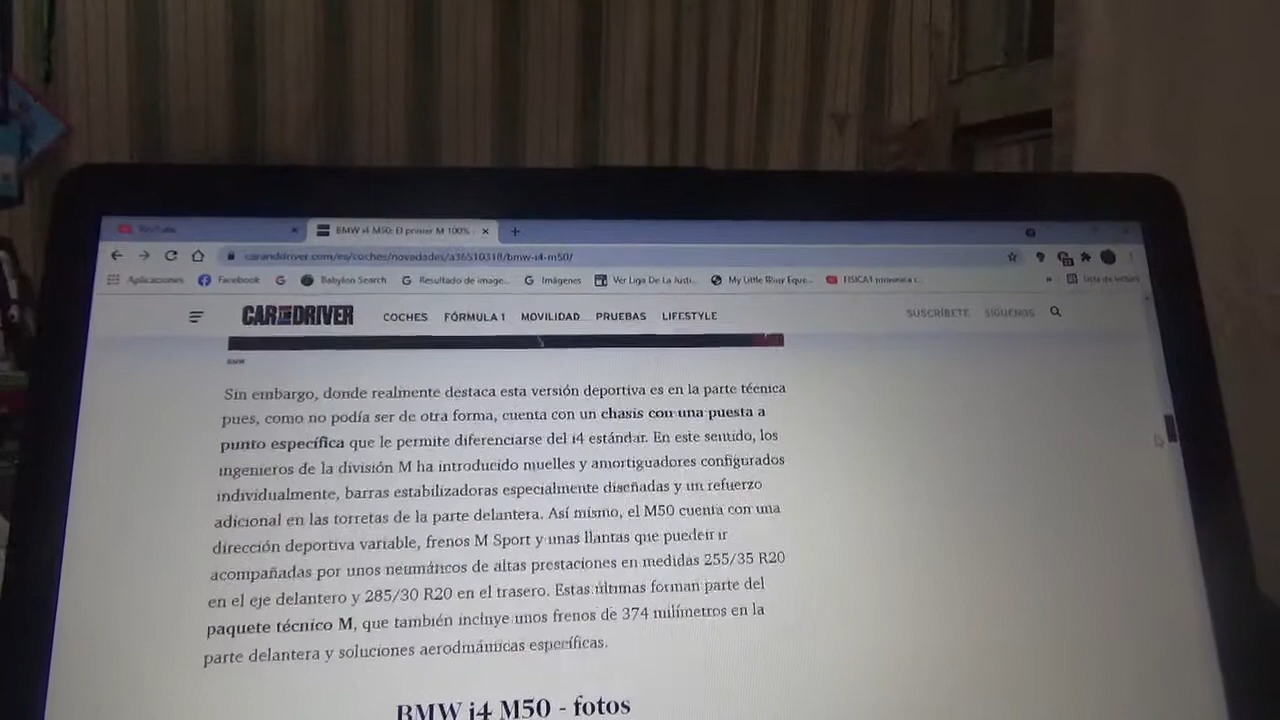 YouTube
BMW i4 M50: El primer M 100%
caranddriver.com/es/coches/novedades/a36510318/bmw-i4-m50/
Aplicaciones Facebook Babylon Search Resultado de image... Imágenes Ver Liga De La Justi... My Little Pony Eque... Lista de lectura
CAR AND DRIVER COCHES FÓRMULA 1 MOVILIDAD PRUEBAS LIFESTYLE SUSCRÍBETE SÍGUENOS
BMW
Sin embargo, donde realmente destaca esta versión deportiva es en la parte técnica
pues, como no podía ser de otra forma, cuenta con un chasis con una puesta a
punto específica que le permite diferenciarse del i4 estándar. En este sentido, los
ingenieros de la división M ha introducido muelles y amortiguadores configurados
individualmente, barras estabilizadoras especialmente diseñadas y un refuerzo
adicional en las torretas de la parte delantera. Así mismo, el M50 cuenta con una
dirección deportiva variable, frenos M Sport y unas llantas que pueden ir
acompañadas por unos neumáticos de altas prestaciones en medidas 255/35 R20
en el eje delantero y 285/30 R20 en el trasero. Estas últimas forman parte del
paquete técnico M, que también incluye unos frenos de 374 milímetros en la
parte delantera y soluciones aerodinámicas específicas.
BMW i4 M50 - fotos